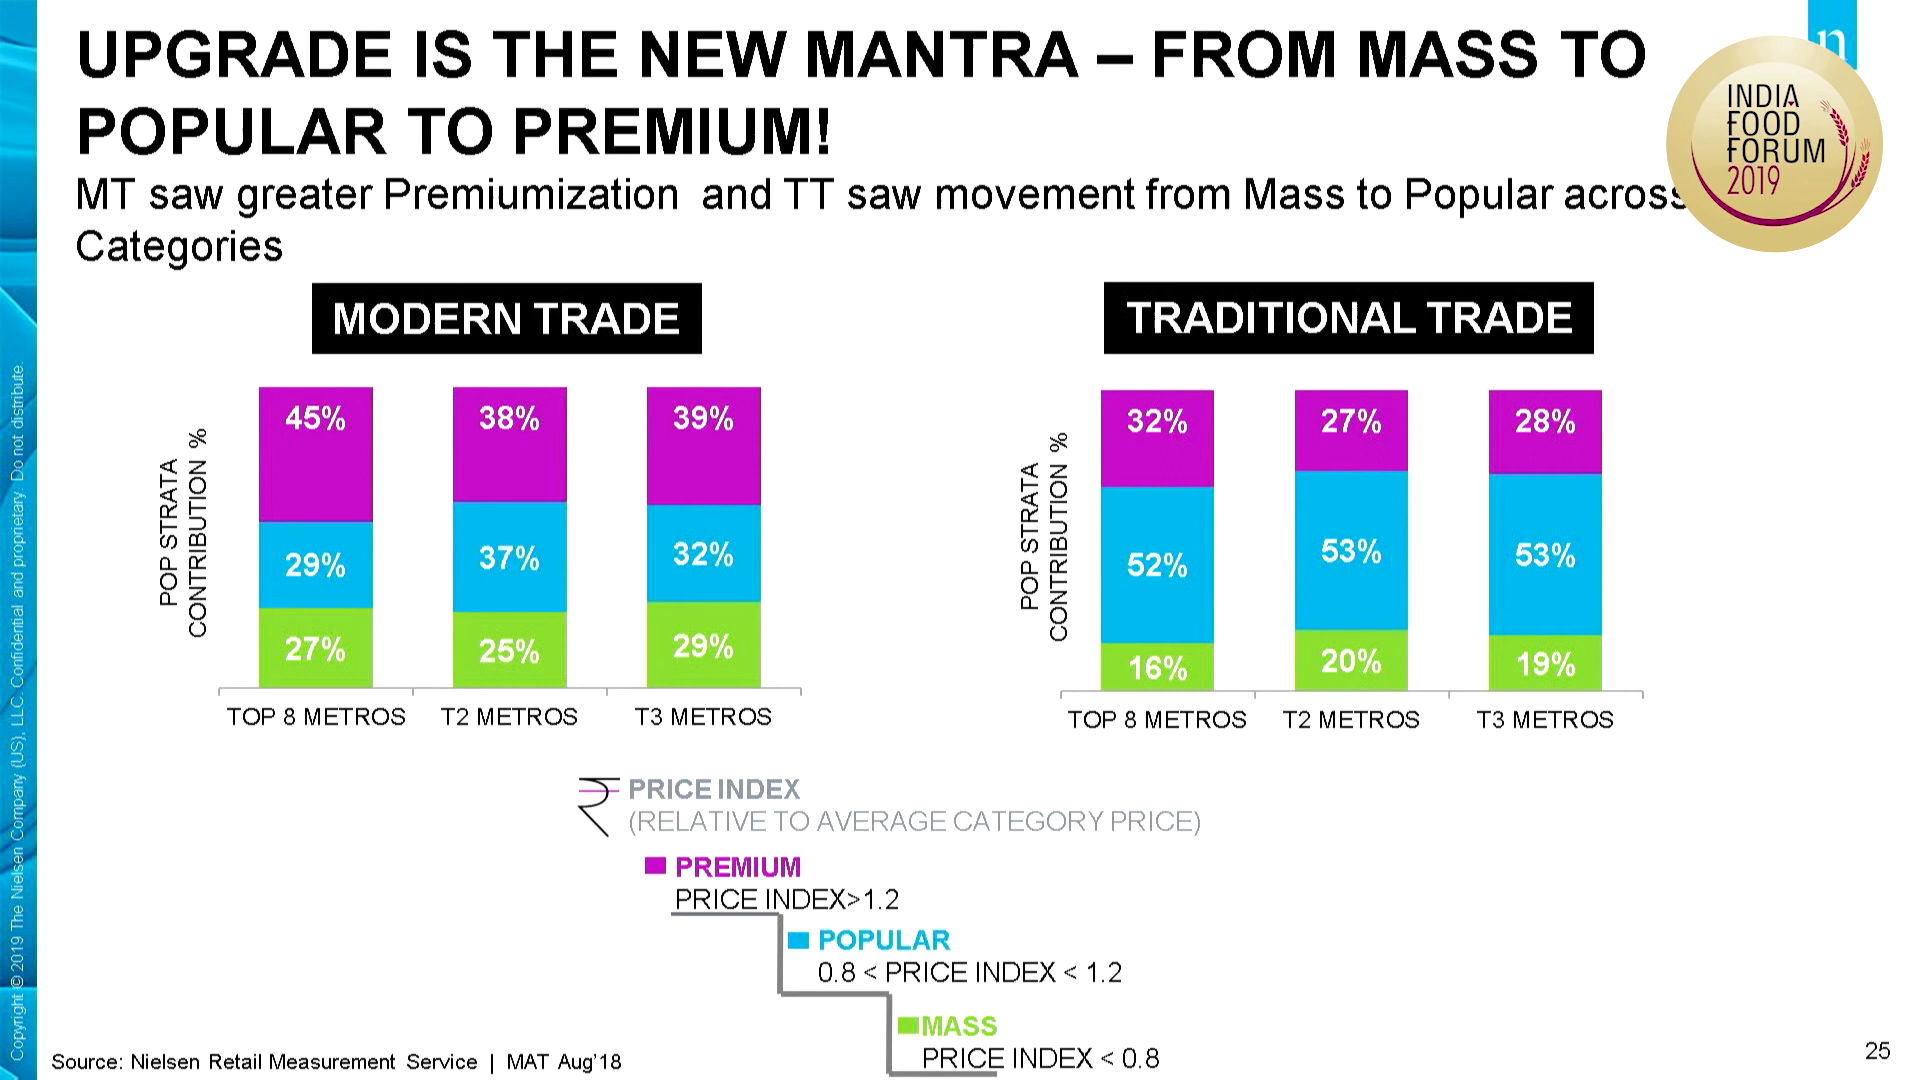 UPGRADE IS THE NEW MANTRA – FROM MASS TO
POPULAR TO PREMIUM!
MT saw greater Premiumization and TT saw movement from Mass to Popular across
Categories
n
INDIA
FOOD
FORUM
2019
MODERN TRADE
POP STRATA
CONTRIBUTION %
45%
38%
39%
29%
37%
32%
27%
25%
29%
TOP 8 METROS
T2 METROS
T3 METROS
TRADITIONAL TRADE
POP STRATA
CONTRIBUTION %
32%
27%
28%
52%
53%
53%
16%
20%
19%
TOP 8 METROS
T2 METROS
T3 METROS
₹ PRICE INDEX
(RELATIVE TO AVERAGE CATEGORY PRICE)
PREMIUM
PRICE INDEX>1.2
POPULAR
0.8 < PRICE INDEX < 1.2
MASS
PRICE INDEX < 0.8
Source: Nielsen Retail Measurement Service | MAT Aug'18
25
Copyright © 2019 The Nielsen Company (US), LLC. Confidential and proprietary. Do not distribute.